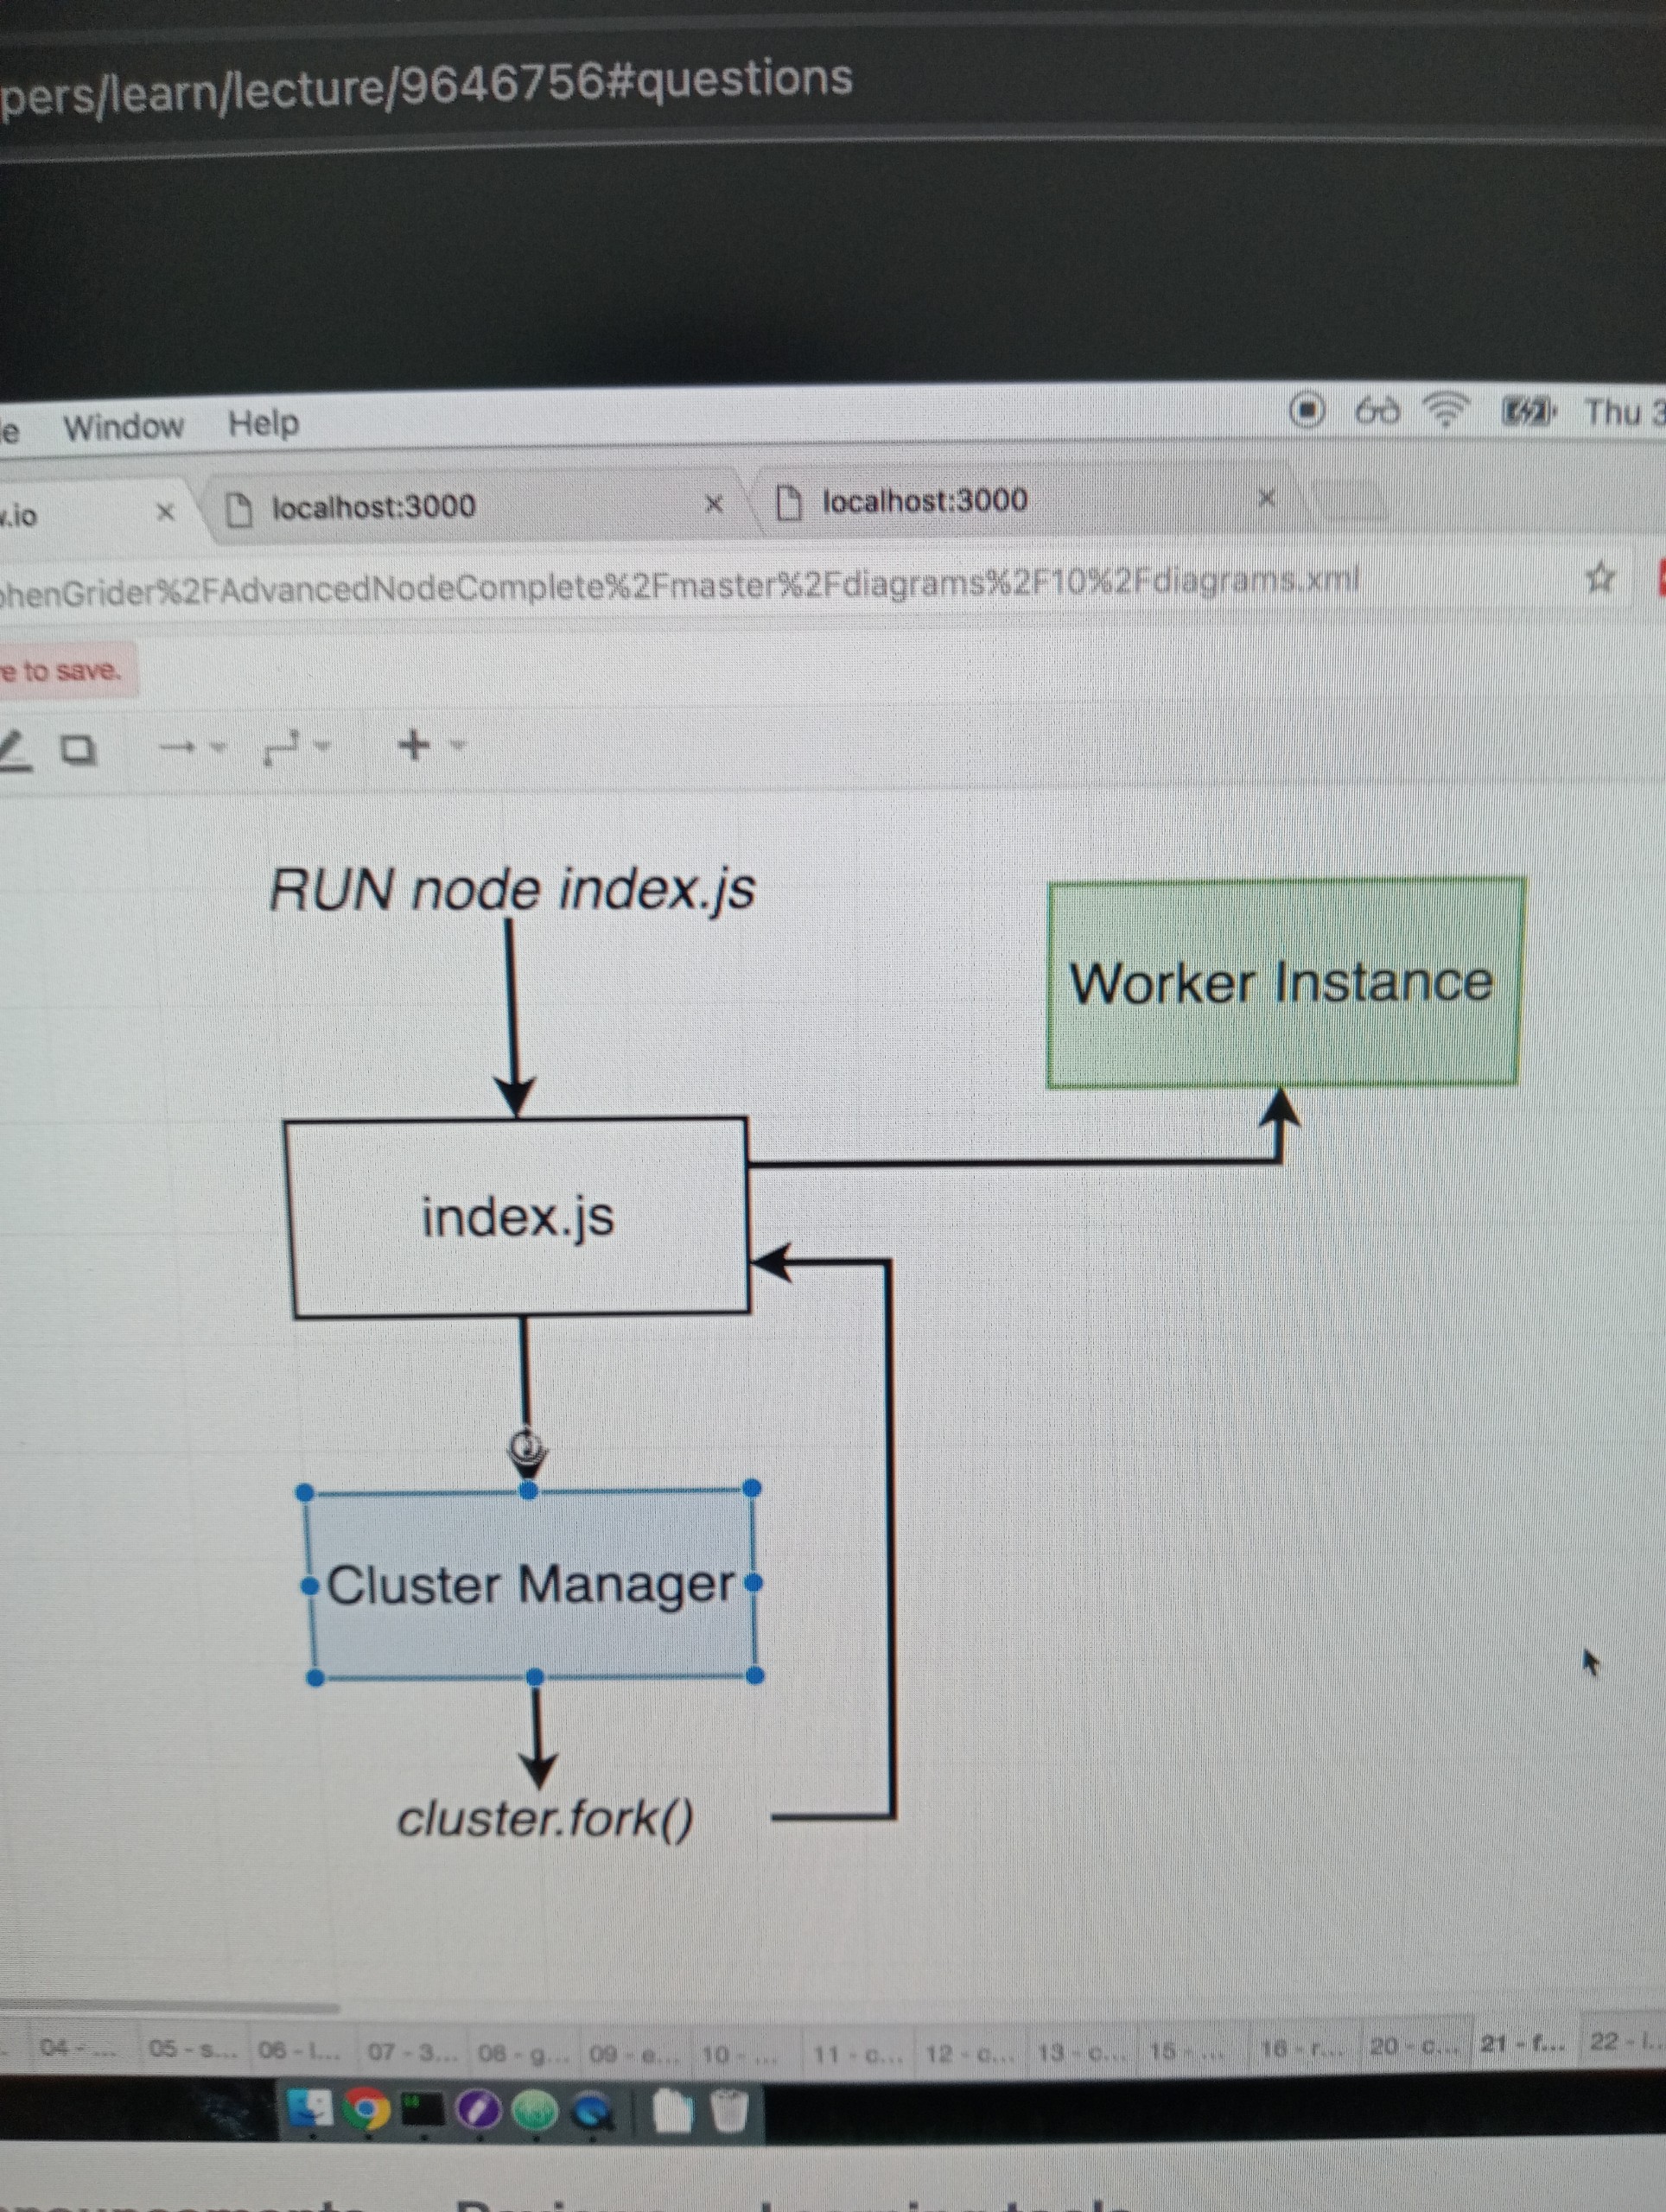 pers/learn/lecture/9646756#questions
le Window Help Thu 3
v.io localhost:3000 localhost:3000
phenGrider%2FAdvancedNodeComplete%2Fmaster%2Fdiagrams%2F10%2Fdiagrams.xml
e to save.
RUN node index.js
Worker Instance
index.js
Cluster Manager
cluster.fork()
04 - ... 05 - s... 06 - l... 07 - 3... 08 - g... 09 - e... 10 - ... 11 - c... 12 - c... 13 - c... 15 - ... 16 - r... 20 - c... 21 - f... 22 - l...